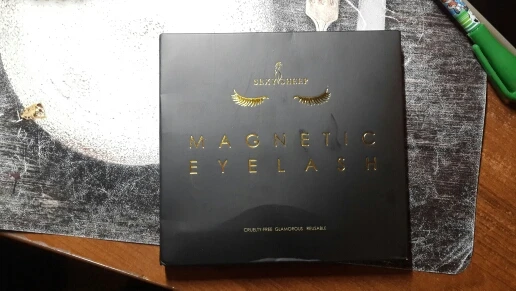 SEXYSHEEP
MAGNETIC
EYELASH
CRUELTY-FREE GLAMOROUS REUSABLE